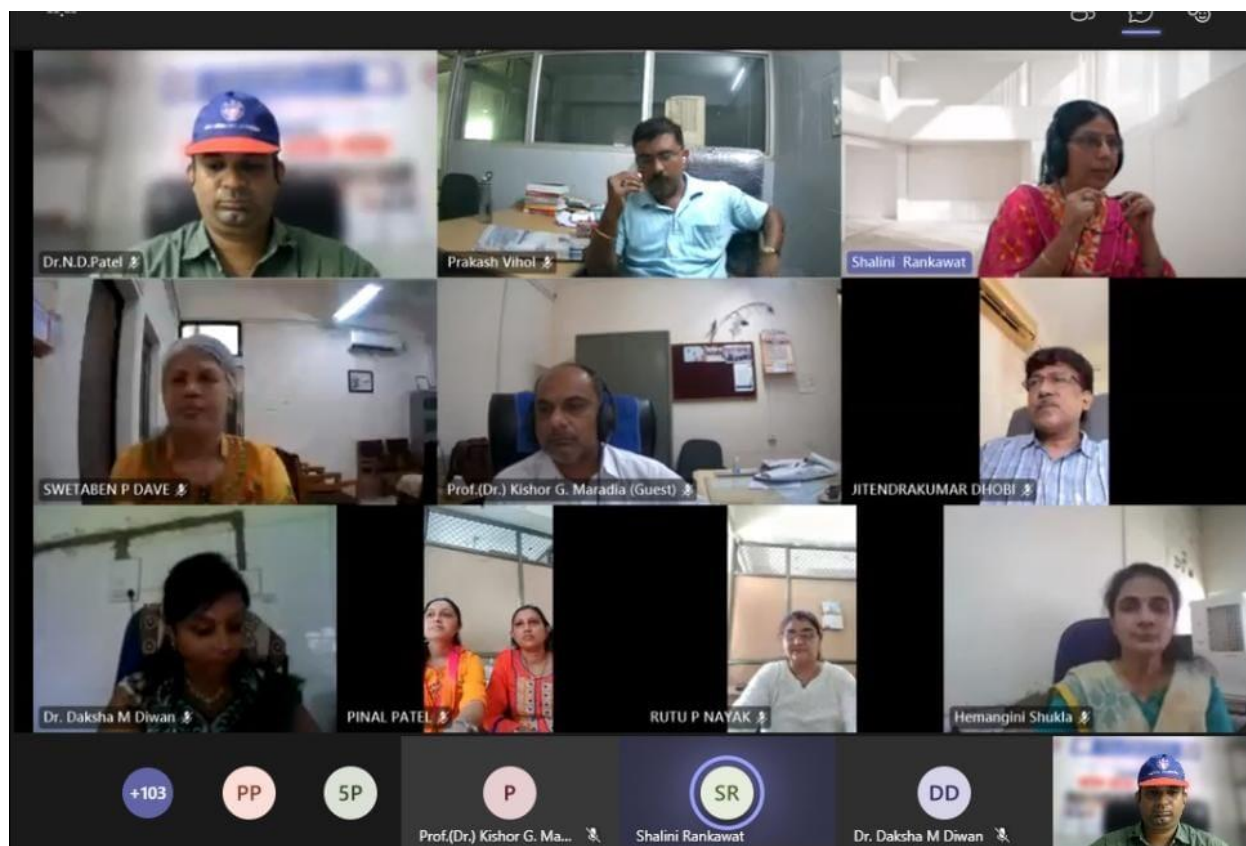 Dr.N.D.Patel
Prakash Vihol
Shalini Rankawat
SWETABEN P DAVE
Prof.(Dr.) Kishor G. Maradia (Guest)
JITENDRAKUMAR DHOBI
Dr. Daksha M Diwan
PINAL PATEL
RUTU P NAYAK
Hemangini Shukla
+103
PP
5P
P
SR
DD
Prof.(Dr.) Kishor G. Ma...
Shalini Rankawat
Dr. Daksha M Diwan